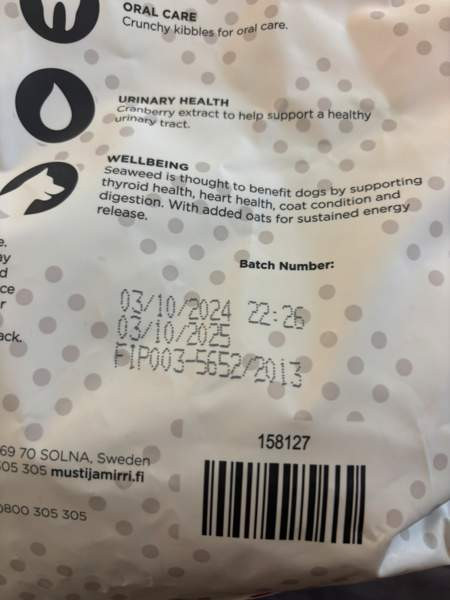 ORAL CARE
Crunchy kibbles for oral care.
URINARY HEALTH
Cranberry extract to help support a healthy
urinary tract.
WELLBEING
Seaweed is thought to benefit dogs by supporting
thyroid health, heart health, coat condition and
digestion. With added oats for sustained energy
release.
Batch Number:
03/10/2024 22:26
03/10/2025
FIP003-5652/2013
ack.
158127
69 70 SOLNA, Sweden
05 305 mustijamirri.fi
0800 305 305